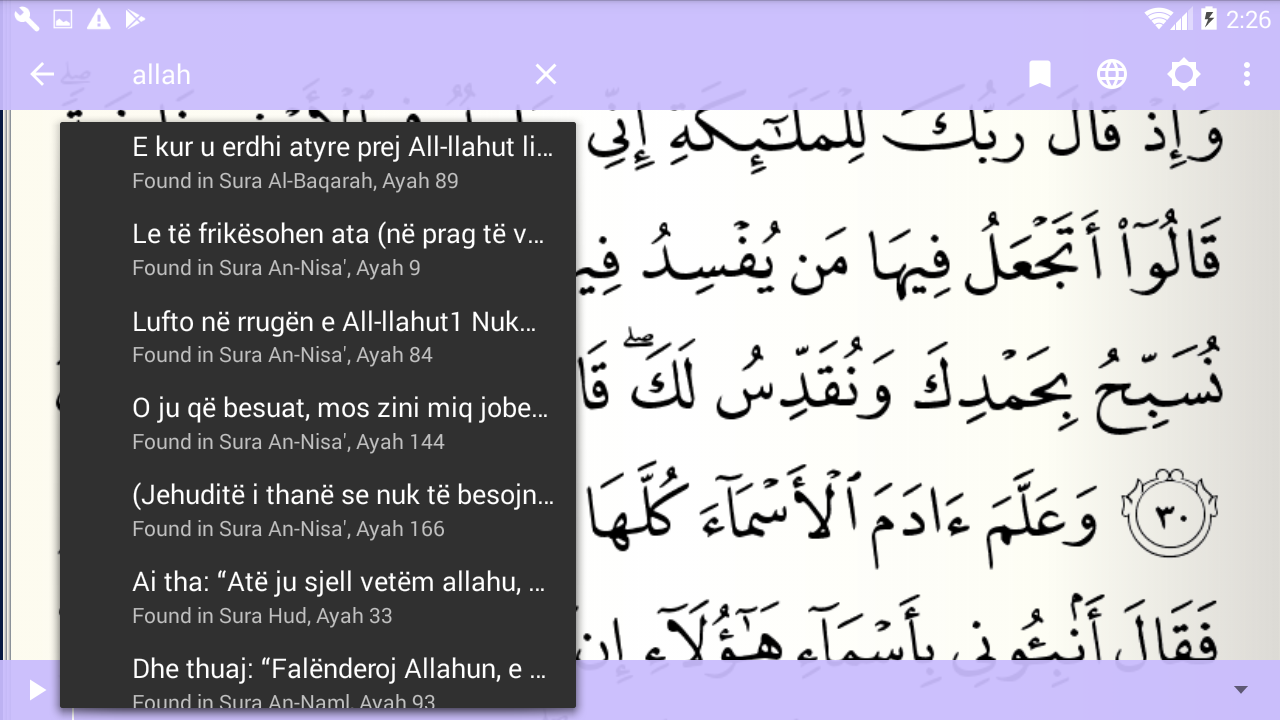 2:26
allah
E kur u erdhi atyre prej All-llahut li...
Found in Sura Al-Baqarah, Ayah 89
Le të frikësohen ata (në prag të v...
Found in Sura An-Nisa', Ayah 9
Lufto në rrugën e All-llahut1 Nuk...
Found in Sura An-Nisa', Ayah 84
O ju që besuat, mos zini miq jobe...
Found in Sura An-Nisa', Ayah 144
(Jehuditë i thanë se nuk të besojn...
Found in Sura An-Nisa', Ayah 166
Ai tha: “Atë ju sjell vetëm allahu, ...
Found in Sura Hud, Ayah 33
Dhe thuaj: “Falënderoj Allahun, e ...
Found in Sura An-Naml, Ayah 93
وَإِذْ قَالَ رَبُّكَ لِلْمَلَـٰٓئِكَةِ إِنِّى
قَالُوٓا۟ أَتَجْعَلُ فِيهَا مَن يُفْسِدُ
نُسَبِّحُ بِحَمْدِكَ وَنُقَدِّسُ لَكَ ۖ
٣٠ وَعَلَّمَ ءَادَمَ ٱلْأَسْمَآءَ كُلَّهَا
فَقَالَ أَنۢبِـُٔونِى بِأَسْمَآءِ هَـٰٓؤُلَآءِ إِن